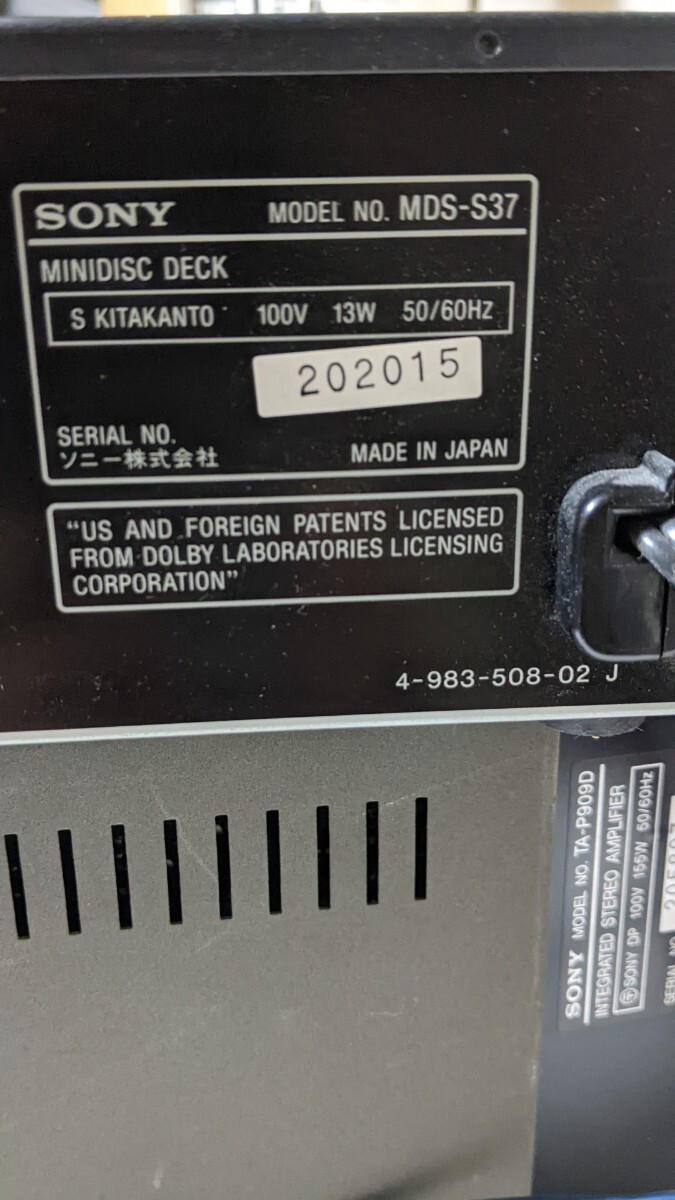 SONY MODEL NO. MDS-S37
MINIDISC DECK
S KITAKANTO 100V 13W 50/60Hz
202015
SERIAL NO.
ソニー株式会社 MADE IN JAPAN
"US AND FOREIGN PATENTS LICENSED
FROM DOLBY LABORATORIES LICENSING
CORPORATION"
4-983-508-02 J
SONY MODEL NO. TA-P909D
INTEGRATED STEREO AMPLIFIER
SONY DP 100V 155W 50/60Hz
SERIAL NO.